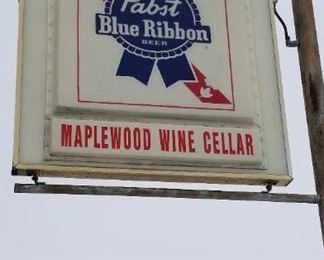 Pabst
Blue Ribbon
BEER
MAPLEWOOD WINE CELLAR